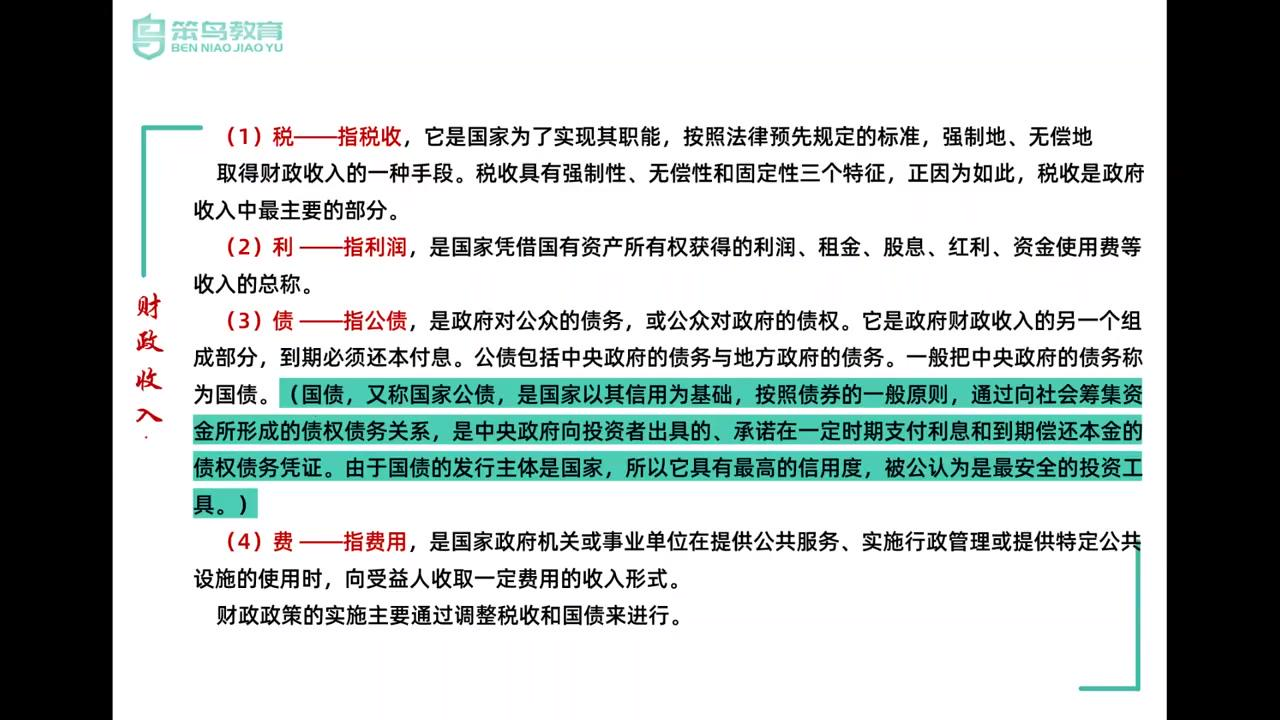 笨鸟教育
BEN NIAO JIAO YU
（1）税——指税收，它是国家为了实现其职能，按照法律预先规定的标准，强制地、无偿地
取得财政收入的一种手段。税收具有强制性、无偿性和固定性三个特征，正因为如此，税收是政府
收入中最主要的部分。
（2）利 ——指利润，是国家凭借国有资产所有权获得的利润、租金、股息、红利、资金使用费等
收入的总称。
（3）债 ——指公债，是政府对公众的债务，或公众对政府的债权。它是政府财政收入的另一个组
成部分，到期必须还本付息。公债包括中央政府的债务与地方政府的债务。一般把中央政府的债务称
为国债。（国债，又称国家公债，是国家以其信用为基础，按照债券的一般原则，通过向社会筹集资
金所形成的债权债务关系，是中央政府向投资者出具的、承诺在一定时期支付利息和到期偿还本金的
债权债务凭证。由于国债的发行主体是国家，所以它具有最高的信用度，被公认为是最安全的投资工
具。）
（4）费 ——指费用，是国家政府机关或事业单位在提供公共服务、实施行政管理或提供特定公共
设施的使用时，向受益人收取一定费用的收入形式。
财政政策的实施主要通过调整税收和国债来进行。
财政收入